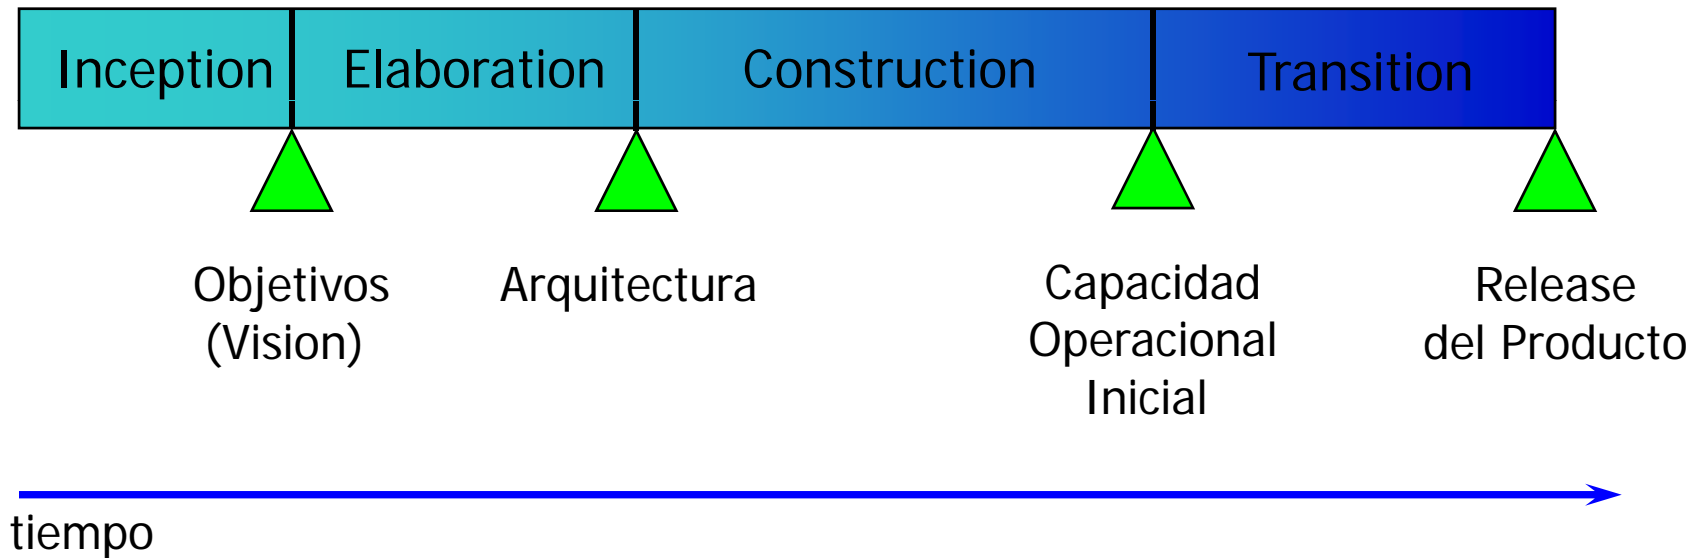 Inception
Elaboration
Construction
Transition
Objetivos
(Vision)
Arquitectura
Capacidad
Operacional
Inicial
Release
del Producto
tiempo